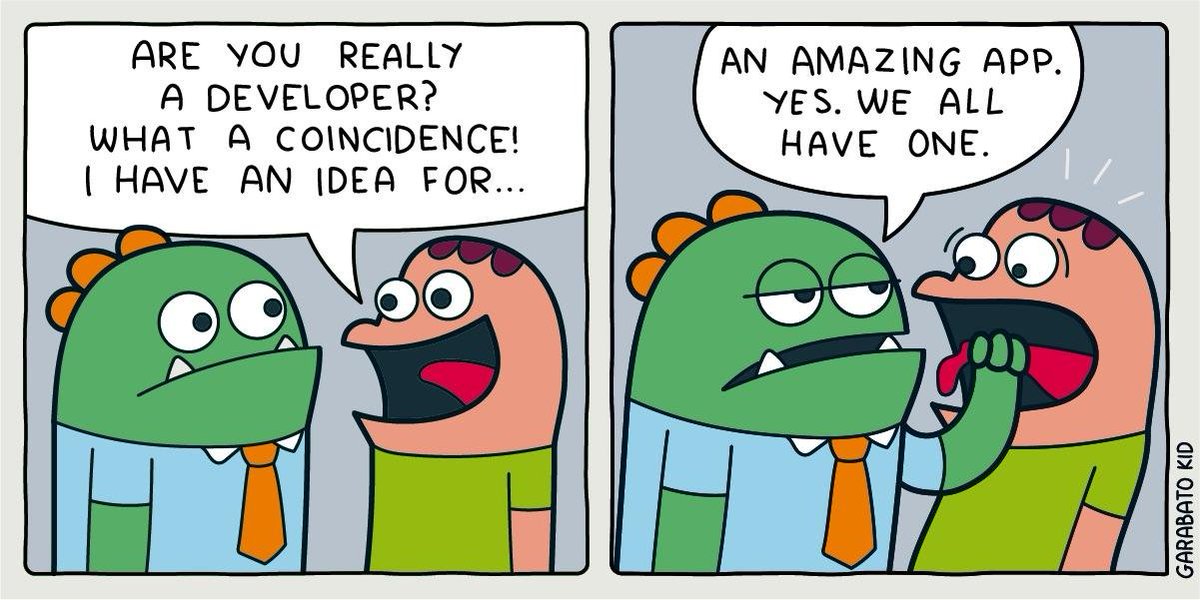 ARE YOU REALLY
A DEVELOPER?
WHAT A COINCIDENCE!
I HAVE AN IDEA FOR...
AN AMAZING APP.
YES. WE ALL
HAVE ONE.
GARABATO KID